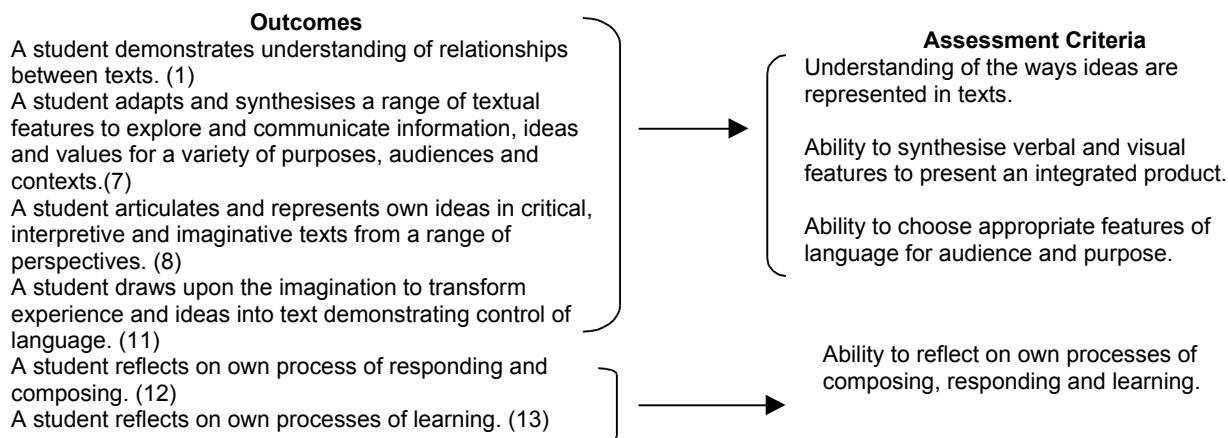 Outcomes
A student demonstrates understanding of relationships
between texts. (1)
A student adapts and synthesises a range of textual
features to explore and communicate information, ideas
and values for a variety of purposes, audiences and
contexts.(7)
A student articulates and represents own ideas in critical,
interpretive and imaginative texts from a range of
perspectives. (8)
A student draws upon the imagination to transform
experience and ideas into text demonstrating control of
language. (11)
A student reflects on own process of responding and
composing. (12)
A student reflects on own processes of learning. (13)
Assessment Criteria
Understanding of the ways ideas are
represented in texts.
Ability to synthesise verbal and visual
features to present an integrated product.
Ability to choose appropriate features of
language for audience and purpose.
Ability to reflect on own processes of
composing, responding and learning.